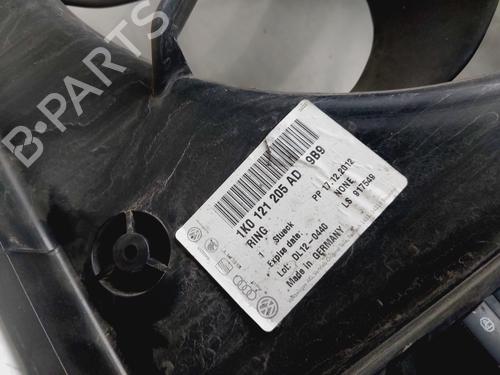 B-PARTS
1K0 121 205 AD 9B9
RING
1 Stueck PP 17.12.2012
Expire date: NONE
Lot: DL12-0440 LS 917549
Made in GERMANY